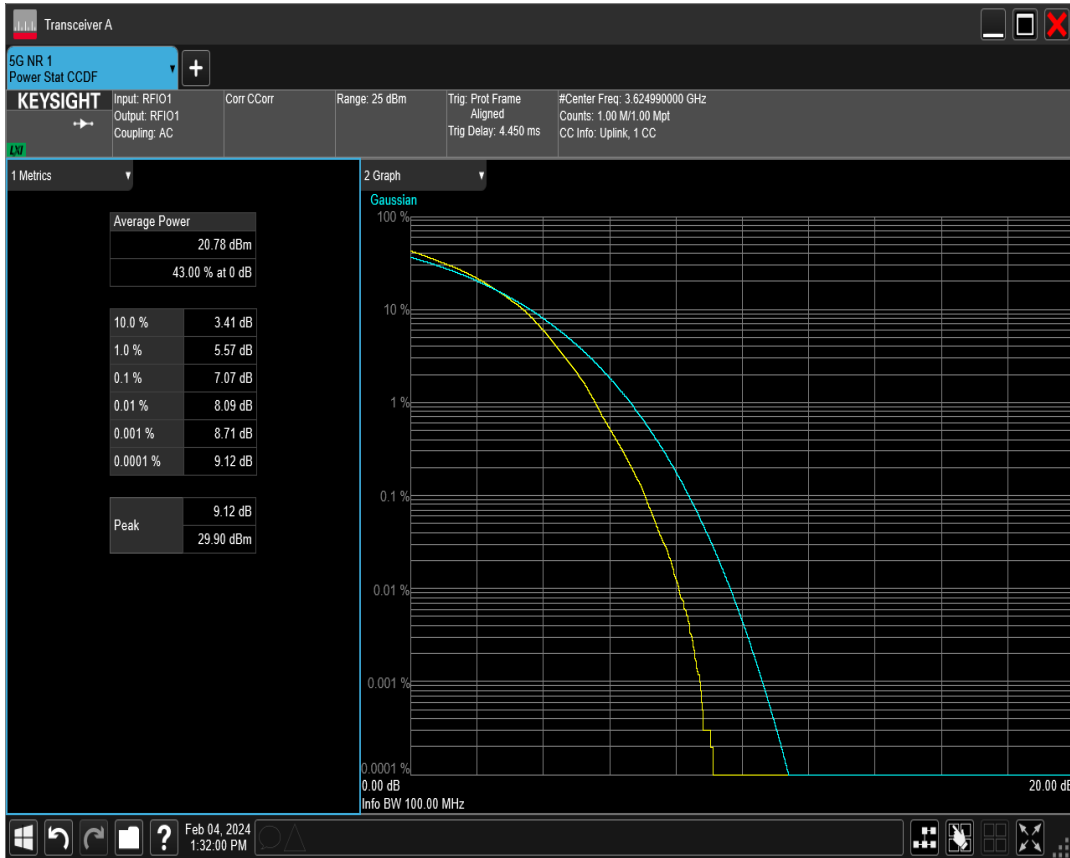 Transceiver A
5G NR 1
Power Stat CCDF
+
KEYSIGHT
LXI
Input: RFIO1
Output: RFIO1
Coupling: AC
Corr CCorr
Range: 25 dBm
Trig: Prot Frame
Aligned
Trig Delay: 4.450 ms
#Center Freq: 3.624990000 GHz
Counts: 1.00 M/1.00 Mpt
CC Info: Uplink, 1 CC
1 Metrics
Average Power
20.78 dBm
43.00 % at 0 dB
10.0 % 3.41 dB
1.0 % 5.57 dB
0.1 % 7.07 dB
0.01 % 8.09 dB
0.001 % 8.71 dB
0.0001 % 9.12 dB
Peak
9.12 dB
29.90 dBm
2 Graph
Gaussian
100 %
10 %
1 %
0.1 %
0.01 %
0.001 %
0.0001 %
0.00 dB 20.00 dB
Info BW 100.00 MHz
?
Feb 04, 2024
1:32:00 PM